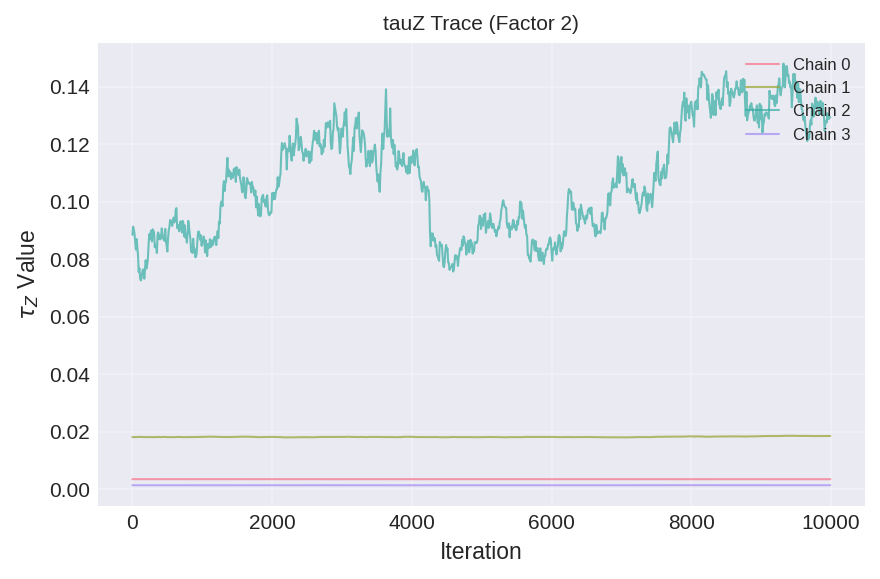 tauZ Trace (Factor 2)
Chain 0
Chain 1
Chain 2
Chain 3
0.14
0.12
0.10
0.08
0.06
0.04
0.02
0.00
τZ Value
0
2000
4000
6000
8000
10000
Iteration